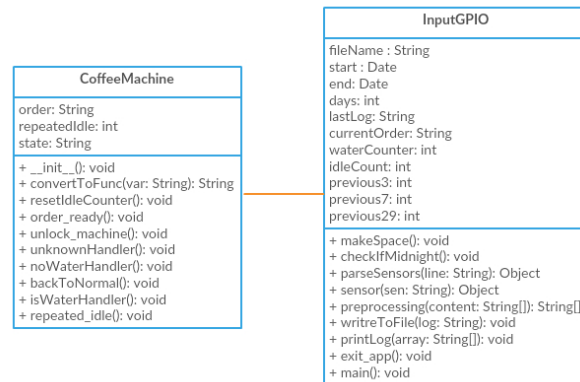 CoffeeMachine
order: String
repeatedIdle: int
state: String
+ __init__(): void
+ convertToFunc(var: String): String
+ resetIdleCounter(): void
+ order_ready(): void
+ unlock_machine(): void
+ unknownHandler(): void
+ noWaterHandler(): void
+ backToNormal(): void
+ isWaterHandler(): void
+ repeated_idle(): void
InputGPIO
fileName : String
start : Date
end: Date
days: int
lastLog: String
currentOrder: String
waterCounter: int
idleCount: int
previous3: int
previous7: int
previous29: int
+ makeSpace(): void
+ checkIfMidnight(): void
+ parseSensors(line: String): Object
+ sensor(sen: String): Object
+ preprocessing(content: String[]): String[]
+ writreToFile(log: String): void
+ printLog(array: String[]): void
+ exit_app(): void
+ main(): void